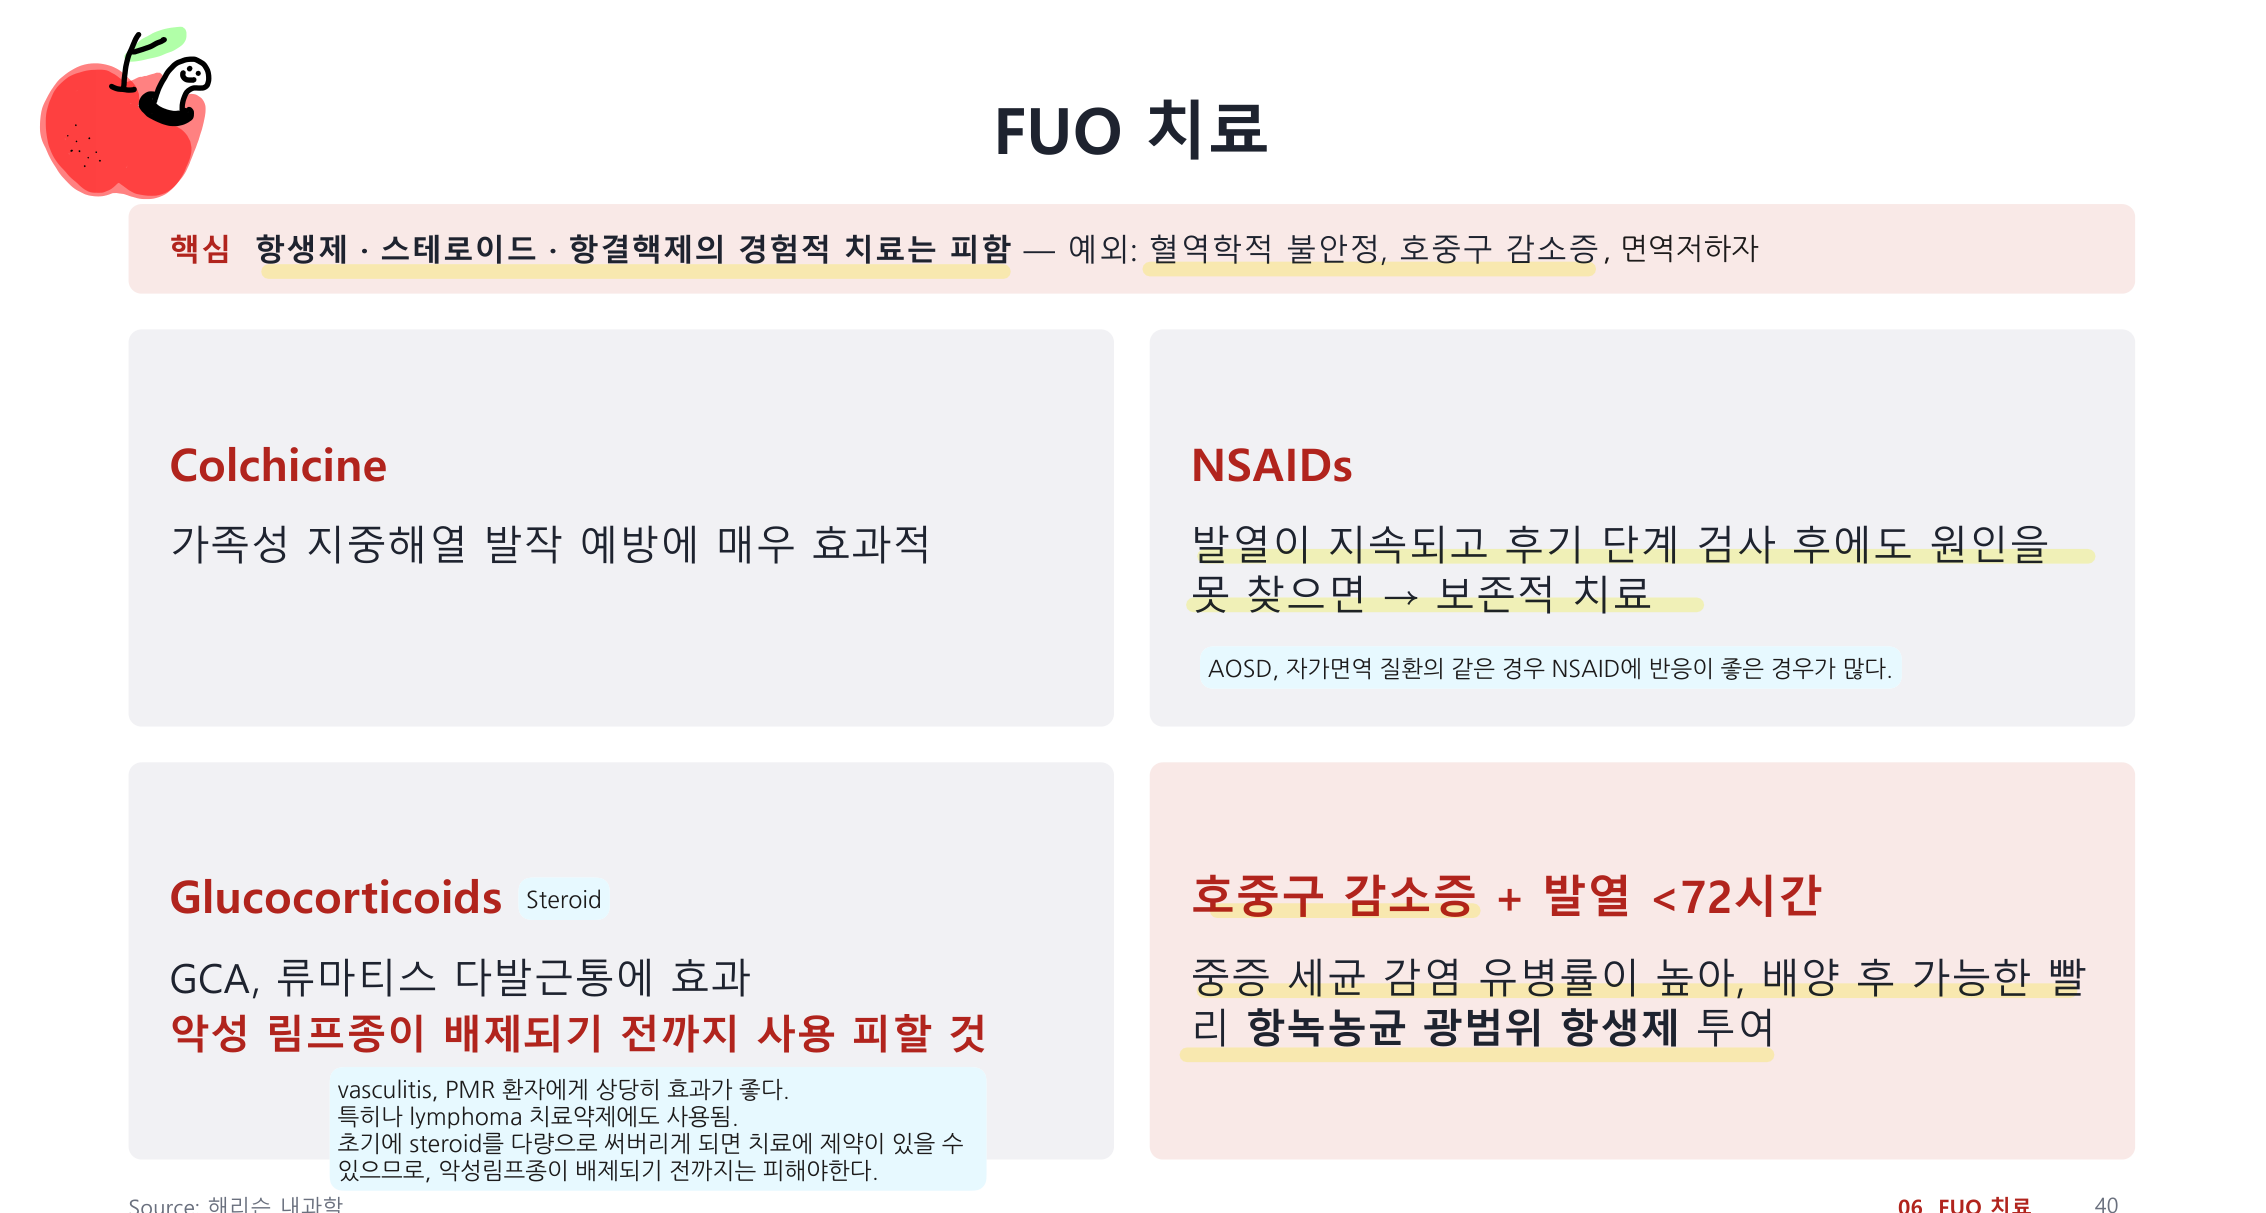 FUO 치료
핵심 항생제 · 스테로이드 · 항결핵제의 경험적 치료는 피함 — 예외: 혈역학적 불안정, 호중구 감소증, 면역저하자
Colchicine
가족성 지중해열 발작 예방에 매우 효과적
NSAIDs
발열이 지속되고 후기 단계 검사 후에도 원인을
못 찾으면 → 보존적 치료
AOSD, 자가면역 질환의 같은 경우 NSAID에 반응이 좋은 경우가 많다.
Glucocorticoids Steroid
GCA, 류마티스 다발근통에 효과
악성 림프종이 배제되기 전까지 사용 피할 것
vasculitis, PMR 환자에게 상당히 효과가 좋다.
특히나 lymphoma 치료약제에도 사용됨.
초기에 steroid를 다량으로 써버리게 되면 치료에 제약이 있을 수
있으므로, 악성림프종이 배제되기 전까지는 피해야한다.
호중구 감소증 + 발열 <72시간
중증 세균 감염 유병률이 높아, 배양 후 가능한 빨
리 항녹농균 광범위 항생제 투여
Source: 해리슨 내과학
06 FUO 치료 40